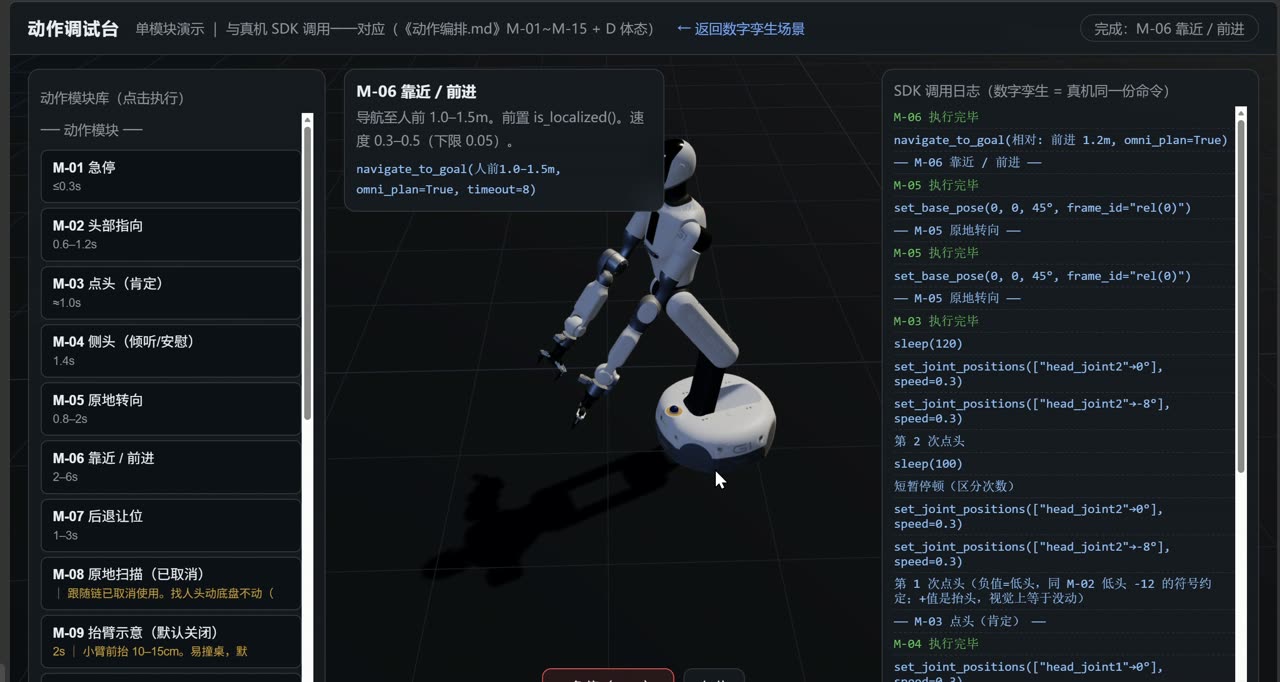 动作调试台 单模块演示 | 与真机 SDK 调用一一对应（《动作编排.md》M-01~M-15 + D 体态） ← 返回数字孪生场景 完成：M-06 靠近 / 前进
动作模块库（点击执行）
── 动作模块 ──
M-01 急停
≤0.3s
M-02 头部指向
0.6–1.2s
M-03 点头（肯定）
≈1.0s
M-04 侧头（倾听/安慰）
1.4s
M-05 原地转向
0.8–2s
M-06 靠近 / 前进
2–6s
M-07 后退让位
1–3s
M-08 原地扫描（已取消）
| 跟随链已取消使用。找人头动底盘不动（
M-09 抬臂示意（默认关闭）
2s | 小臂前抬 10–15cm。易撞桌，默
M-06 靠近 / 前进
导航至人前 1.0–1.5m。前置 is_localized()。速
度 0.3–0.5（下限 0.05）。
navigate_to_goal(人前1.0–1.5m,
omni_plan=True, timeout=8)
SDK 调用日志（数字孪生 = 真机同一份命令）
M-06 执行完毕
navigate_to_goal(相对: 前进 1.2m, omni_plan=True)
── M-06 靠近 / 前进 ──
M-05 执行完毕
set_base_pose(0, 0, 45°, frame_id="rel(0)")
── M-05 原地转向 ──
M-05 执行完毕
set_base_pose(0, 0, 45°, frame_id="rel(0)")
── M-05 原地转向 ──
M-03 执行完毕
sleep(120)
set_joint_positions(["head_joint2"→0°],
speed=0.3)
set_joint_positions(["head_joint2"→-8°],
speed=0.3)
第 2 次点头
sleep(100)
短暂停顿（区分次数）
set_joint_positions(["head_joint2"→0°],
speed=0.3)
set_joint_positions(["head_joint2"→-8°],
speed=0.3)
第 1 次点头（负值=低头，同 M-02 低头 -12 的符号约
定；+值是抬头，视觉上等于没动）
── M-03 点头（肯定） ──
M-04 执行完毕
set_joint_positions(["head_joint1"→0°],
speed=0.3)